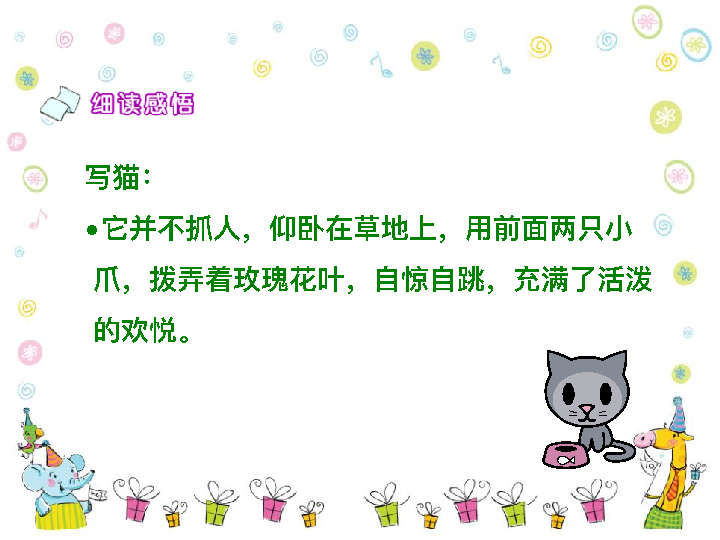 细读感悟
写猫：
•它并不抓人，仰卧在草地上，用前面两只小
爪，拨弄着玫瑰花叶，自惊自跳，充满了活泼
的欢悦。